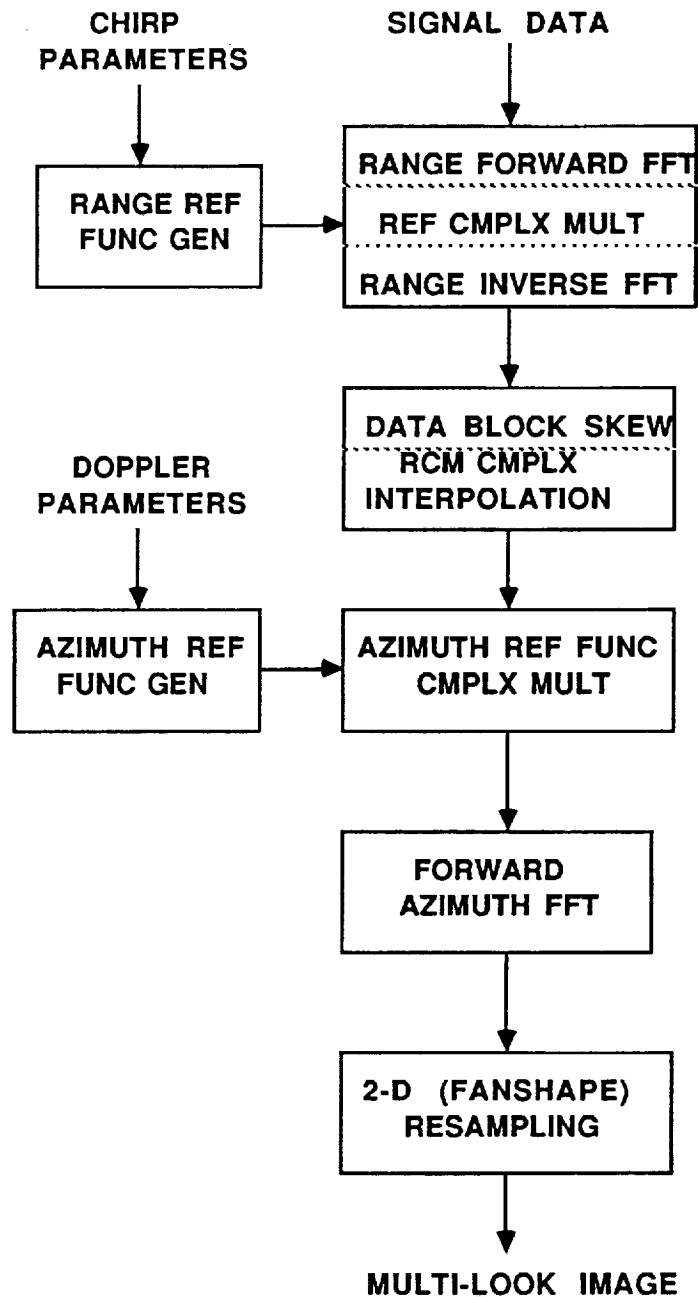 CHIRP
PARAMETERS
SIGNAL DATA
RANGE REF
FUNC GEN
RANGE FORWARD FFT
REF CMPLX MULT
RANGE INVERSE FFT
DATA BLOCK SKEW
RCM CMPLX
INTERPOLATION
DOPPLER
PARAMETERS
AZIMUTH REF
FUNC GEN
AZIMUTH REF FUNC
CMPLX MULT
FORWARD
AZIMUTH FFT
2-D (FANSHAPE)
RESAMPLING
MULTI-LOOK IMAGE